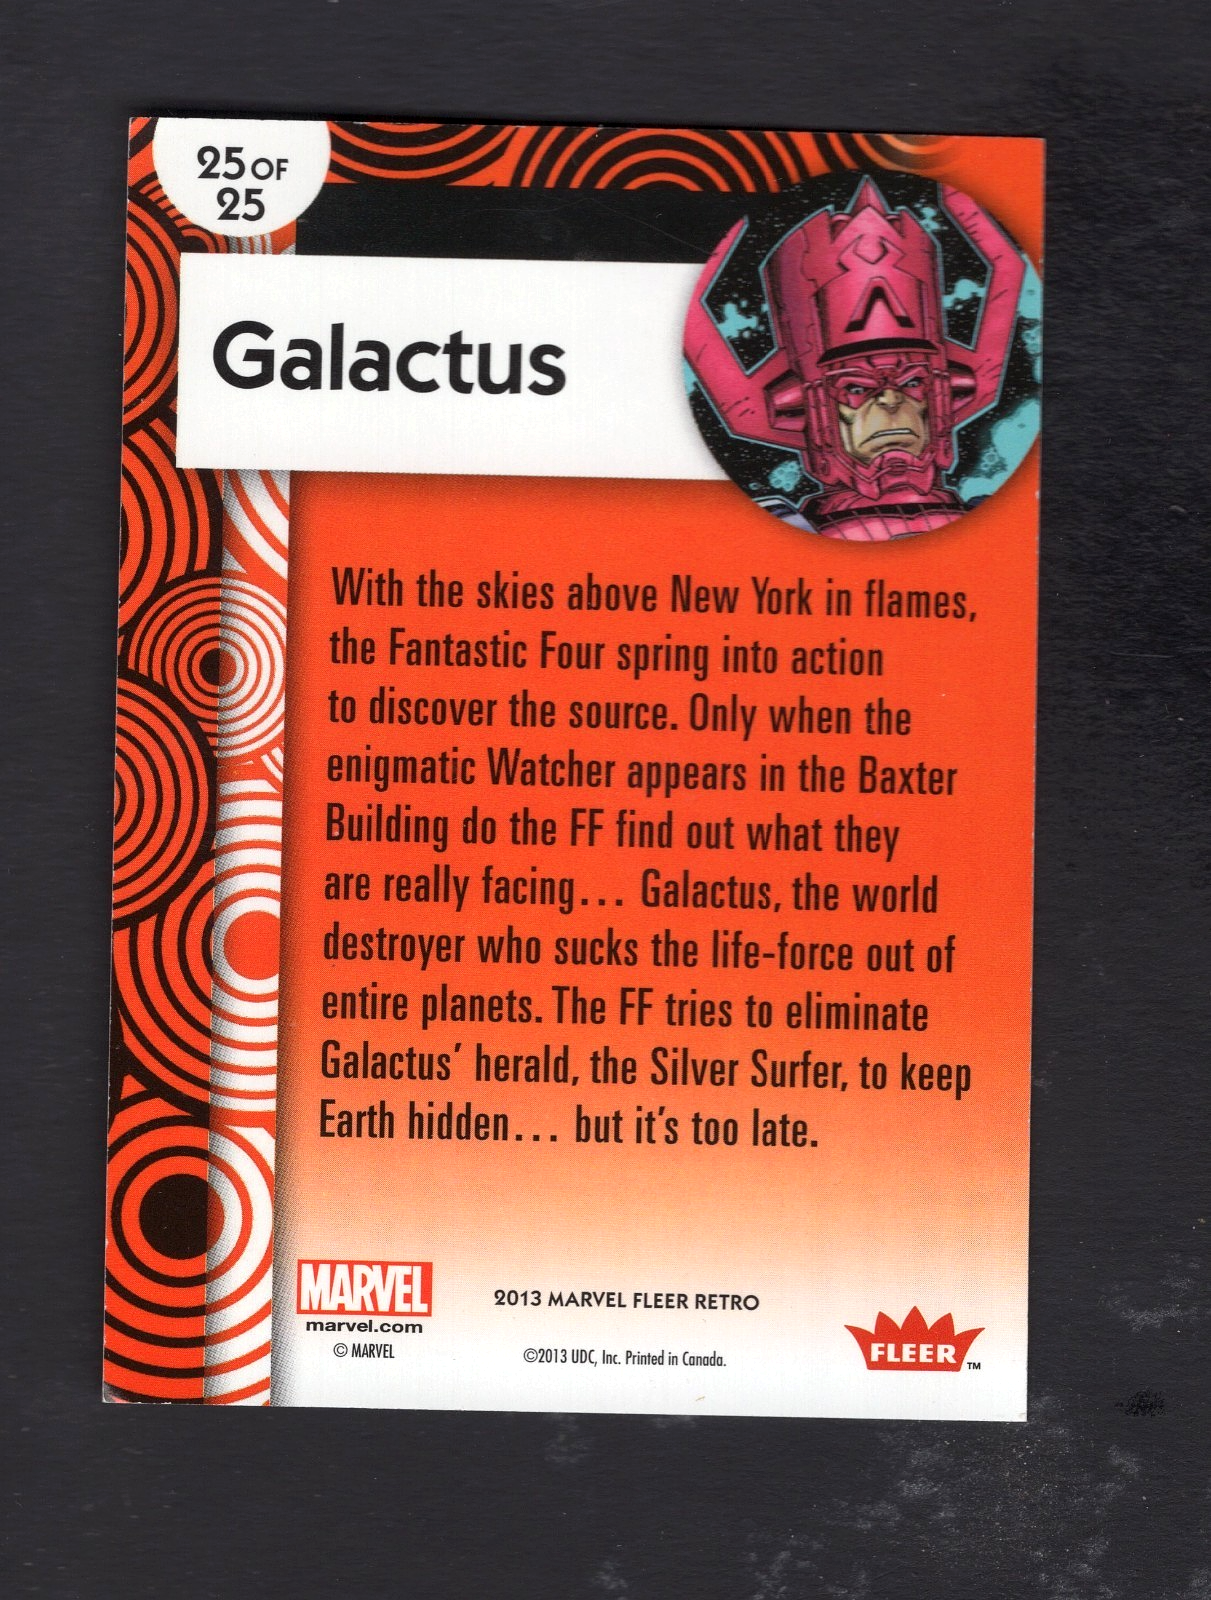 25 OF
25
Galactus
With the skies above New York in flames,
the Fantastic Four spring into action
to discover the source. Only when the
enigmatic Watcher appears in the Baxter
Building do the FF find out what they
are really facing... Galactus, the world
destroyer who sucks the life-force out of
entire planets. The FF tries to eliminate
Galactus' herald, the Silver Surfer, to keep
Earth hidden... but it's too late.
MARVEL
marvel.com
© MARVEL
2013 MARVEL FLEER RETRO
©2013 UDC, Inc. Printed in Canada.
FLEER™